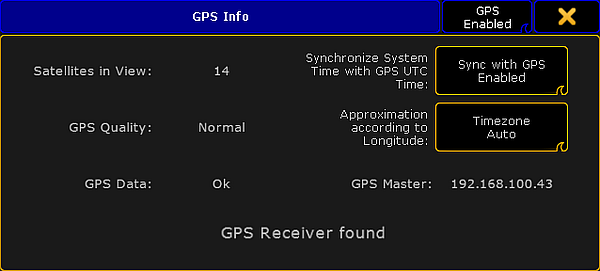 GPS Info
GPS
Enabled
Satellites in View:
14
Synchronize System
Time with GPS UTC
Time:
Sync with GPS
Enabled
GPS Quality:
Normal
Approximation
according to
Longitude:
Timezone
Auto
GPS Data:
Ok
GPS Master:
192.168.100.43
GPS Receiver found